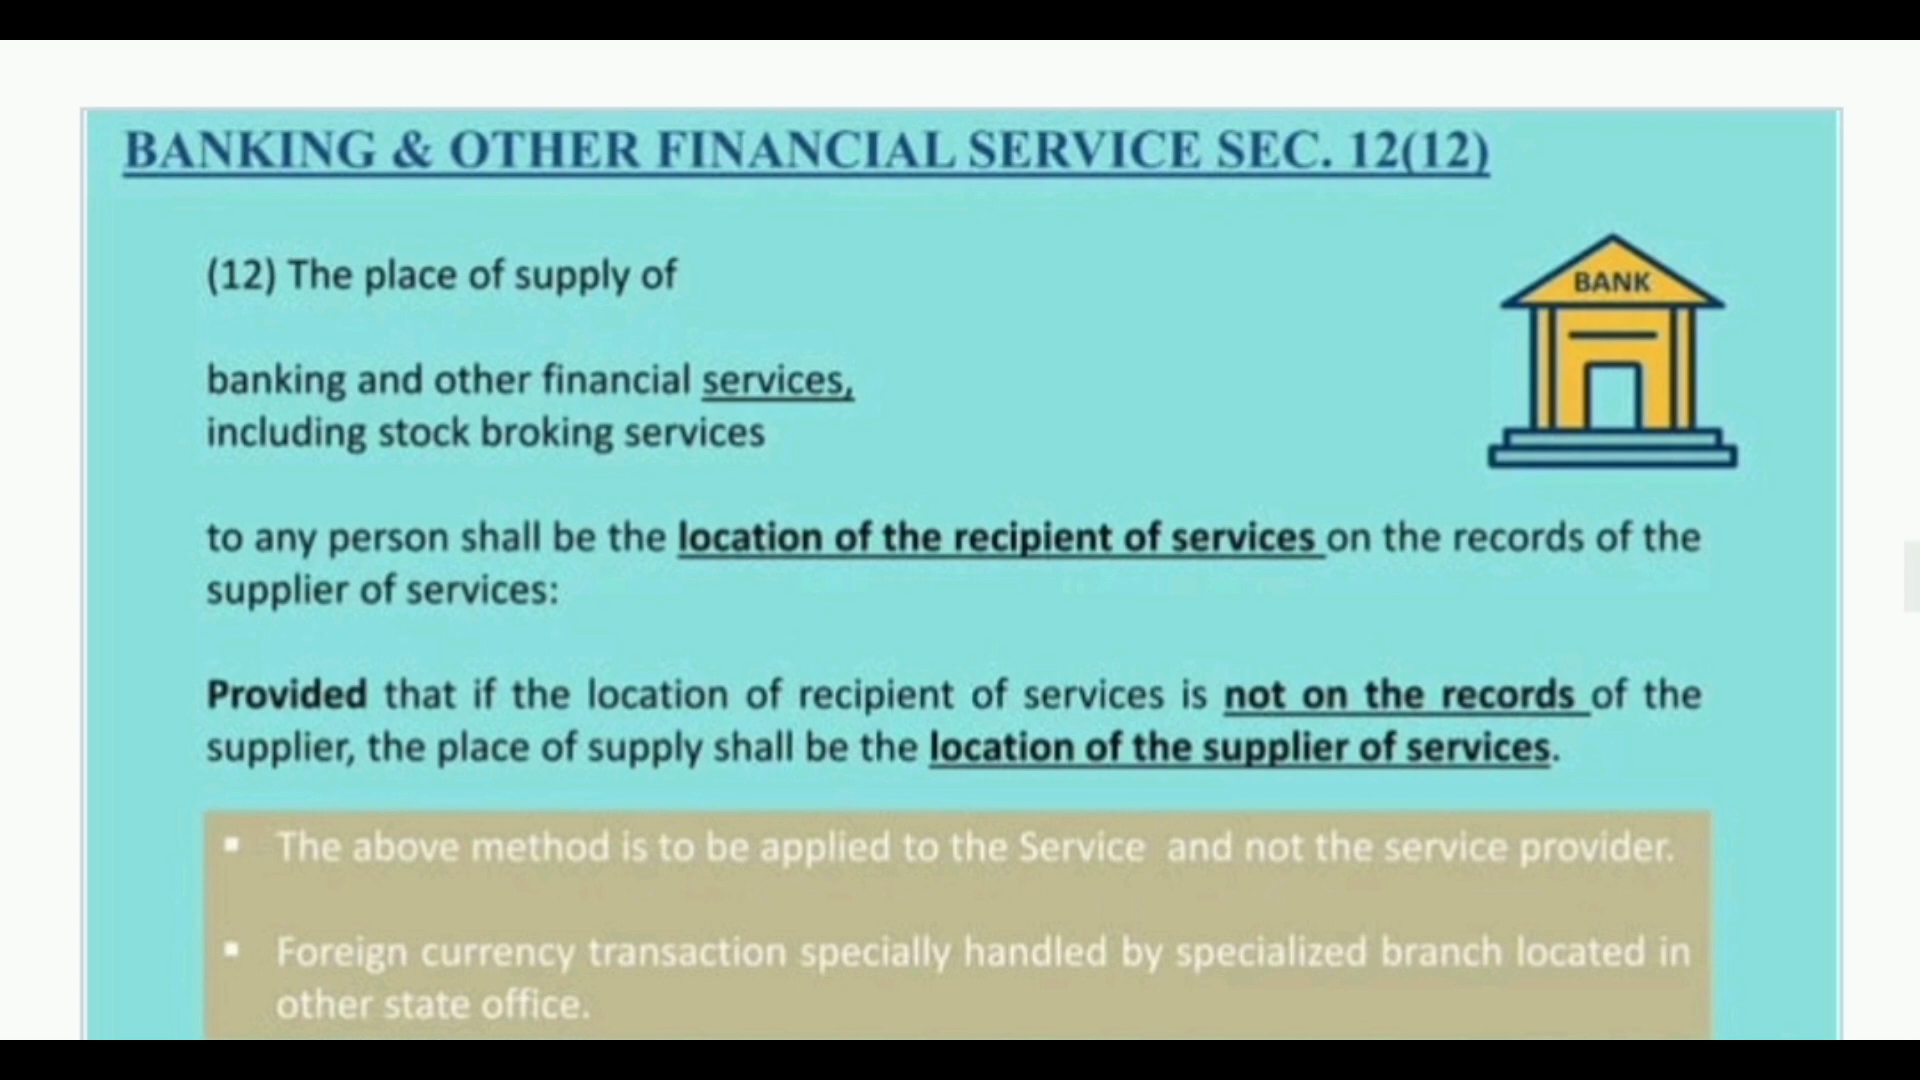 BANKING & OTHER FINANCIAL SERVICE SEC. 12(12)
(12) The place of supply of
BANK
banking and other financial services,
including stock broking services
to any person shall be the location of the recipient of services on the records of the
supplier of services:
Provided that if the location of recipient of services is not on the records of the
supplier, the place of supply shall be the location of the supplier of services.
▪ The above method is to be applied to the Service and not the service provider.
▪ Foreign currency transaction specially handled by specialized branch located in
other state office.